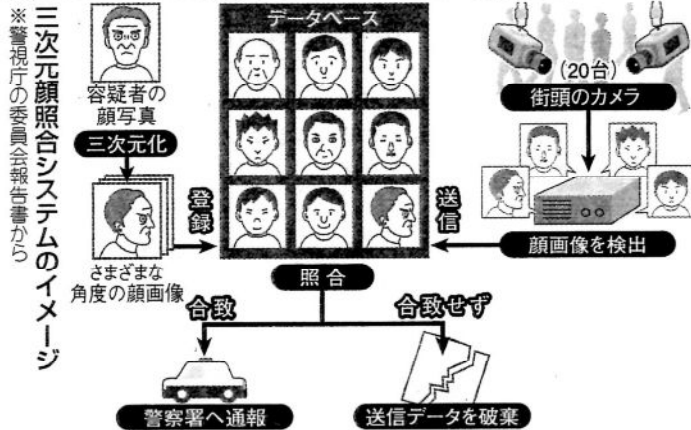 三次元顔照合システムのイメージ
※警視庁の委員会報告書から
容疑者の
顔写真
三次元化
さまざまな
角度の顔画像
登録
データベース
(20台)
街頭のカメラ
顔画像を検出
送信
照合
合致
合致せず
警察署へ通報
送信データを破棄